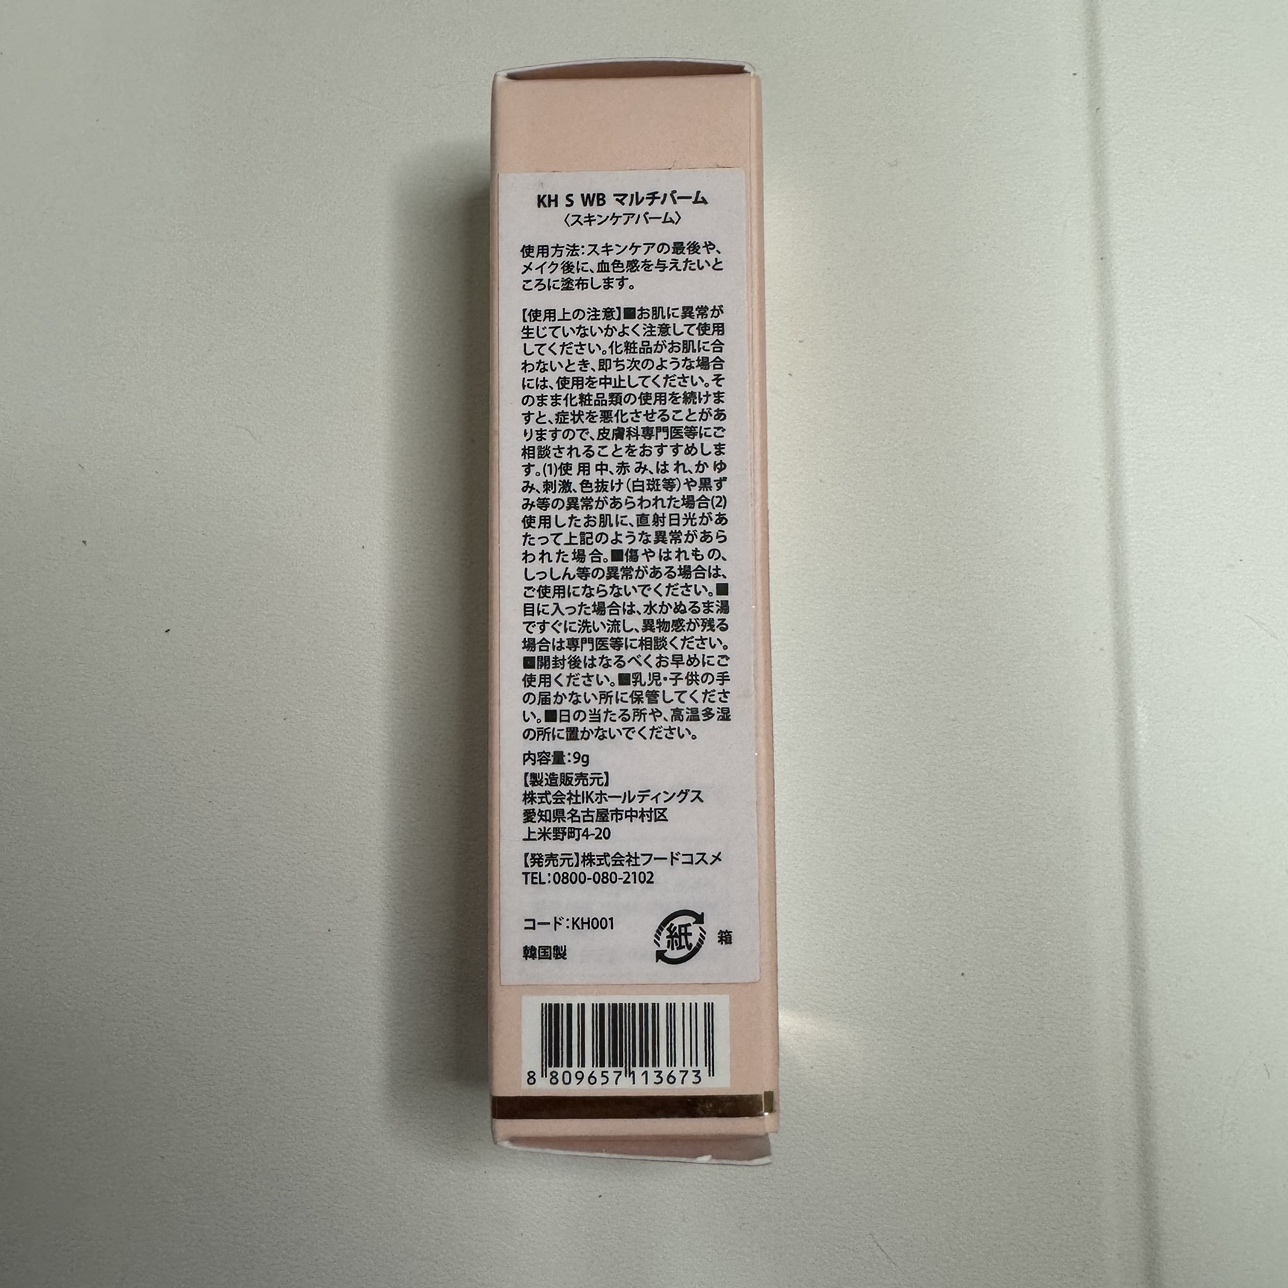 KH S WB マルチバーム
〈スキンケアバーム〉
使用方法:スキンケアの最後や、
メイク後に、血色感を与えたいと
ころに塗布します。
【使用上の注意】■お肌に異常が
生じていないかよく注意して使用
してください。化粧品がお肌に合
わないとき、即ち次のような場合
には、使用を中止してください。そ
のまま化粧品類の使用を続けま
すと、症状を悪化させることがあ
りますので、皮膚科専門医等にご
相談されることをおすすめしま
す。(1)使用中、赤み、はれ、かゆ
み、刺激、色抜け(白斑等)や黒ず
み等の異常があらわれた場合(2)
使用したお肌に、直射日光があ
たって上記のような異常があら
われた場合。■傷やはれもの、
しっしん等の異常がある場合は、
ご使用にならないでください。■
目に入った場合は、水かぬるま湯
ですぐに洗い流し、異物感が残る
場合は専門医等に相談ください。
■開封後はなるべくお早めにご
使用ください。■乳児・子供の手
の届かない所に保管してくださ
い。■日の当たる所や、高温多湿
の所に置かないでください。
内容量:9g
【製造販売元】
株式会社IKホールディングス
愛知県名古屋市中村区
上米野町4-20
【発売元】株式会社フードコスメ
TEL:0800-080-2102
コード:KH001
紙 箱
韓国製
8 809657 113673